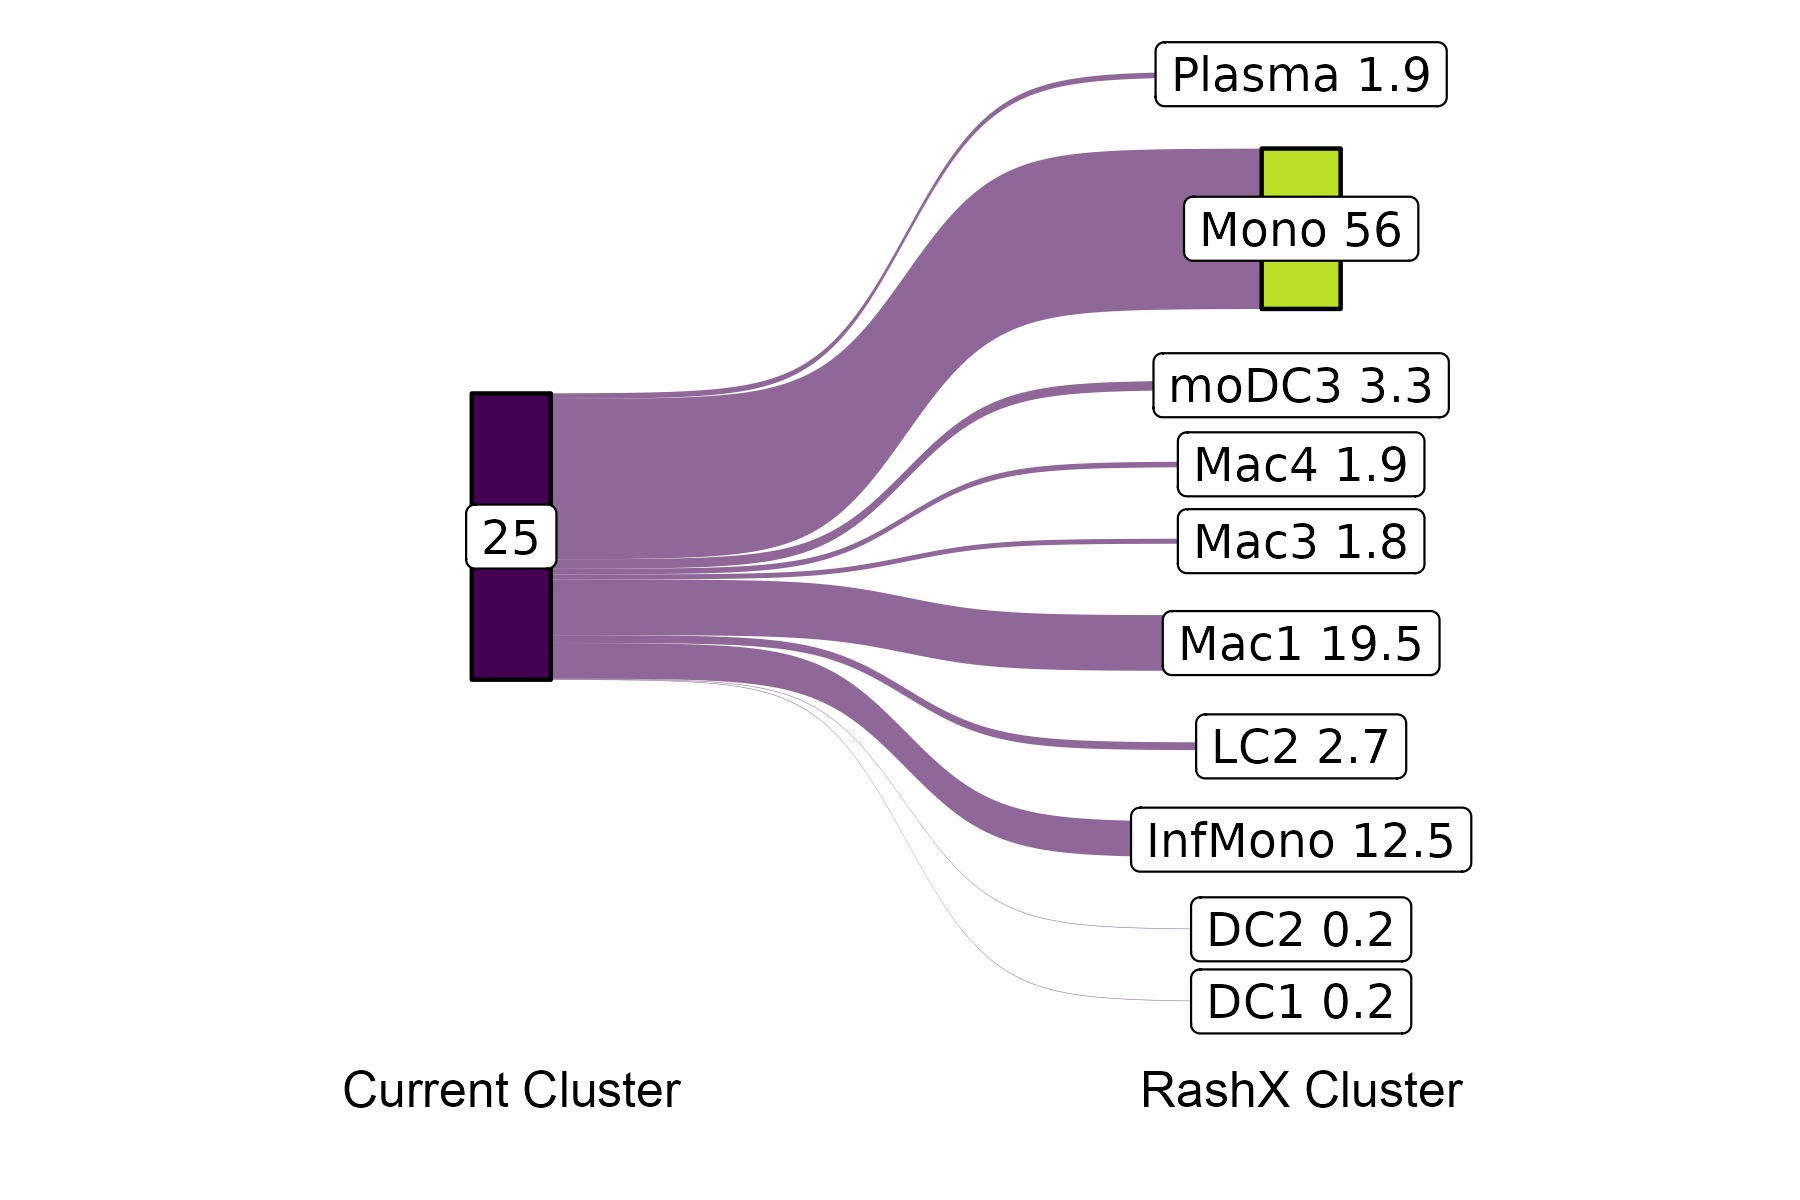 Plasma 1.9
Mono 56
moDC3 3.3
Mac4 1.9
25
Mac3 1.8
Mac1 19.5
LC2 2.7
InfMono 12.5
DC2 0.2
DC1 0.2
Current Cluster
RashX Cluster